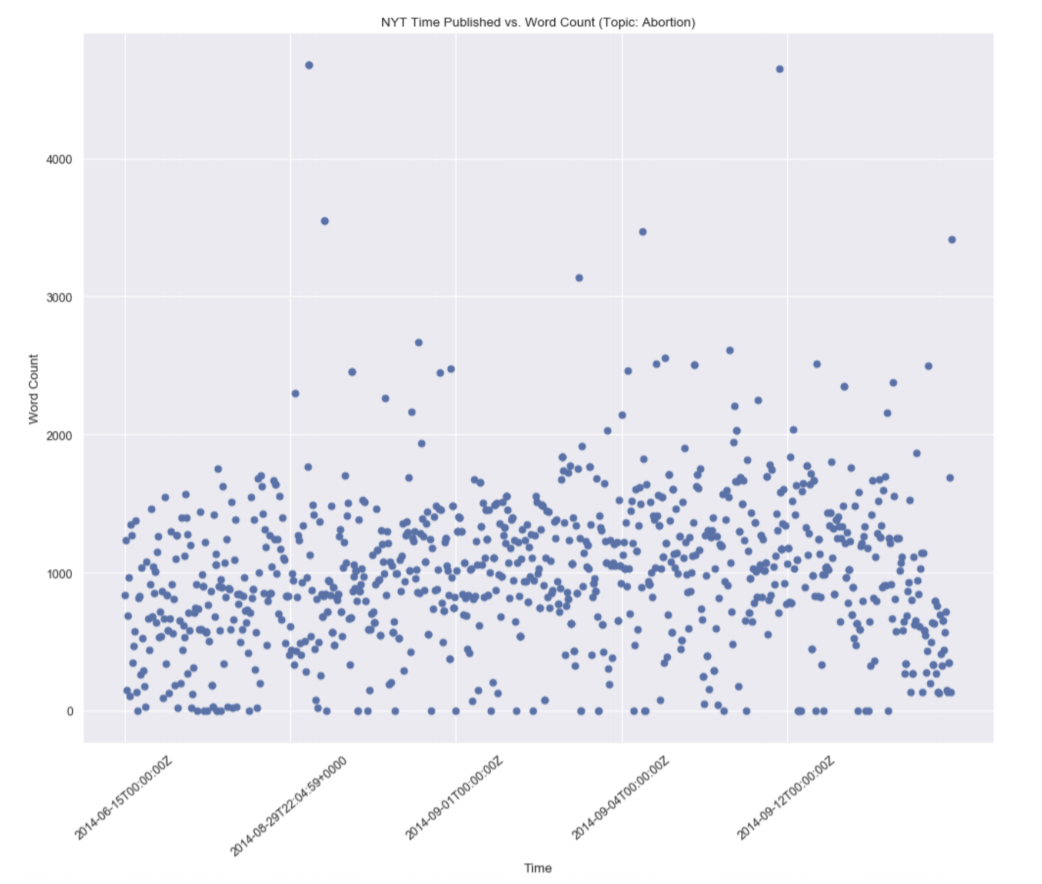 NYT Time Published vs. Word Count (Topic: Abortion)
4000
3000
2000
1000
0
Word Count
2014-06-15T00:00:00Z
2014-08-29T22:04:59+0000
2014-09-01T00:00:00Z
2014-09-04T00:00:00Z
2014-09-12T00:00:00Z
Time